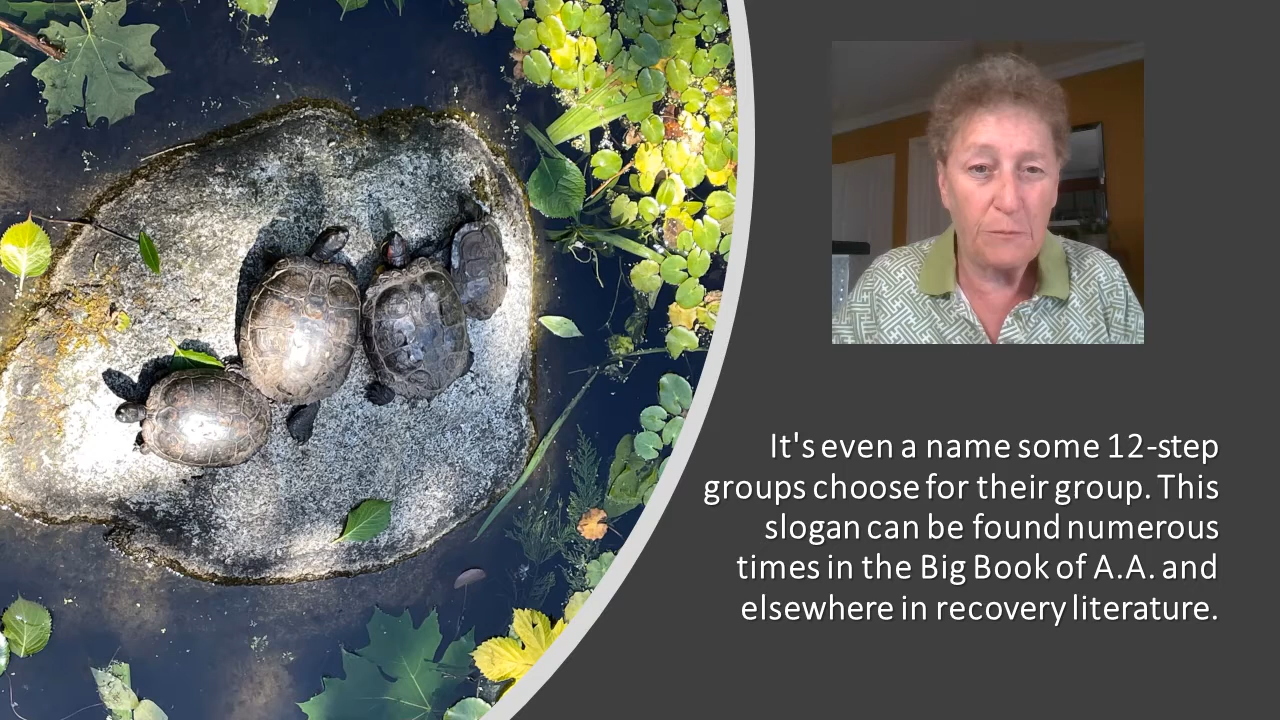 It's even a name some 12-step
groups choose for their group. This
slogan can be found numerous
times in the Big Book of A.A. and
elsewhere in recovery literature.